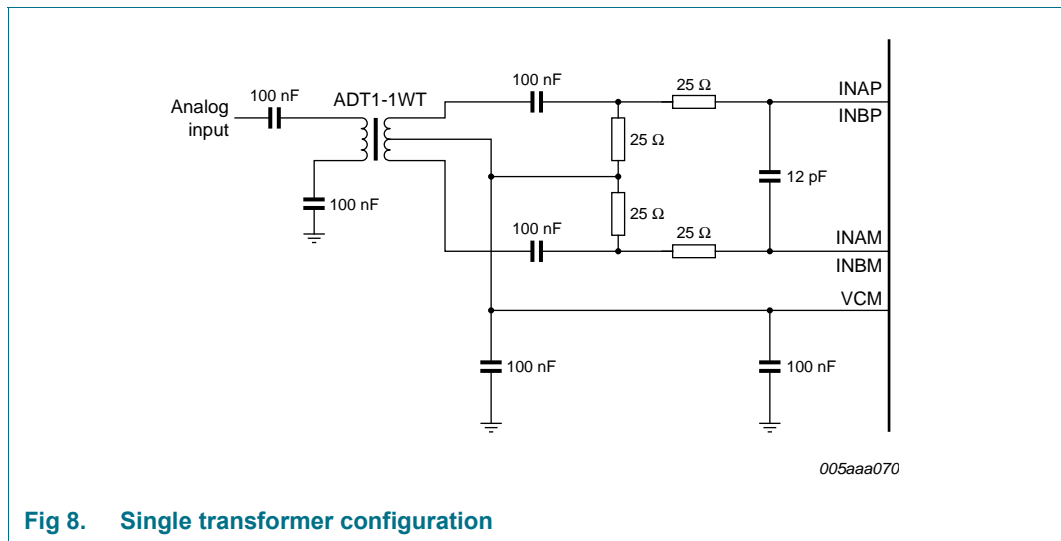 100 nF
ADT1-1WT
100 nF
25 Ω
INAP
INBP
Analog
input
25 Ω
12 pF
100 nF
25 Ω
100 nF
25 Ω
INAM
INBM
VCM
100 nF
100 nF
005aaa070
Fig 8. Single transformer configuration